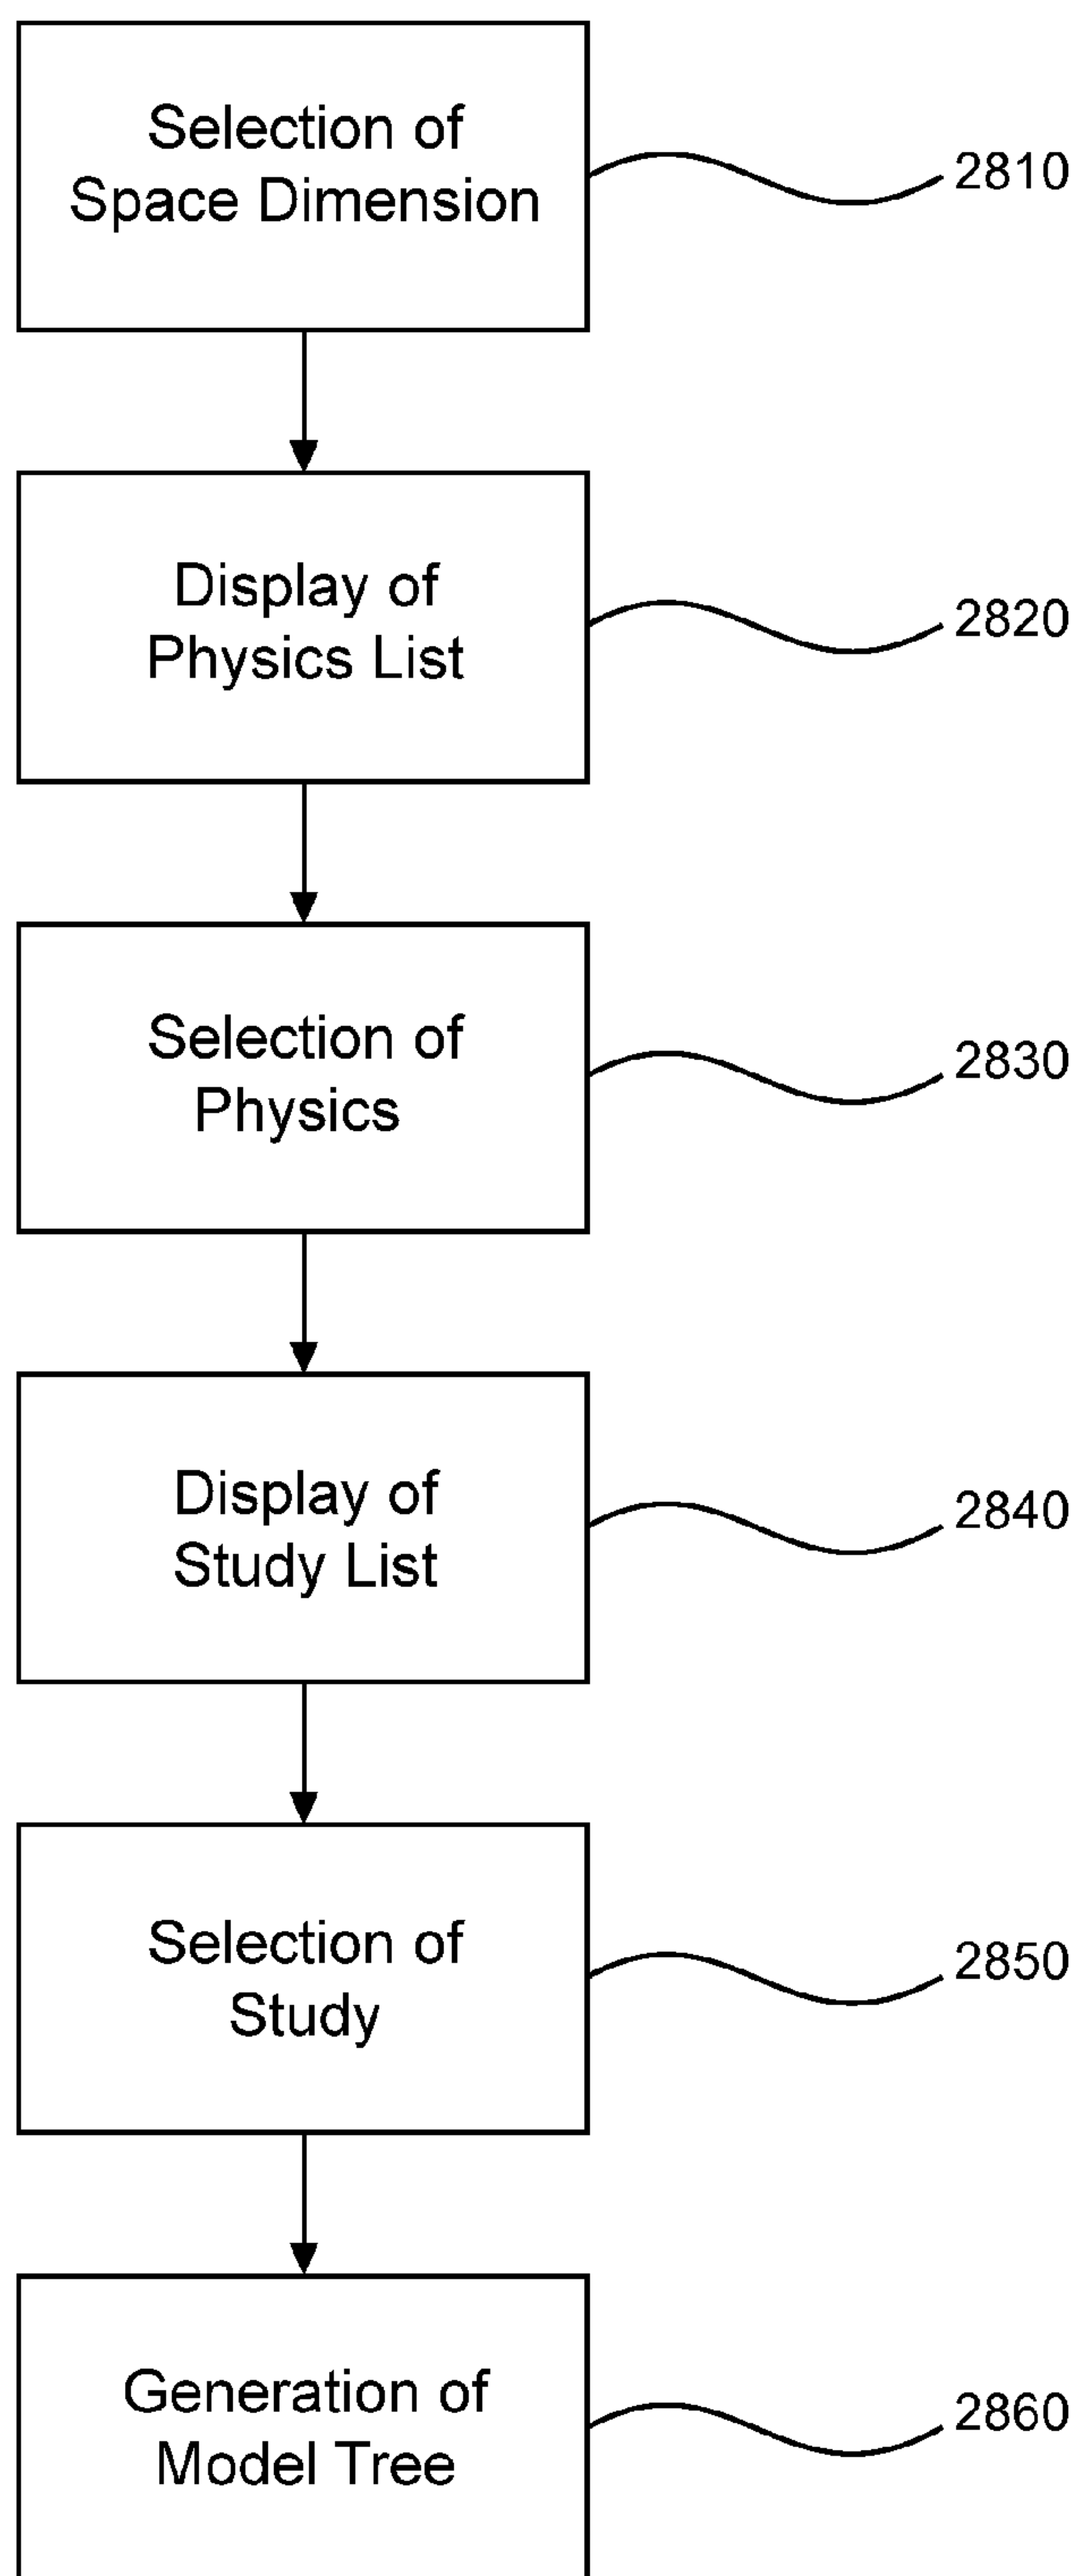 Selection of
Space Dimension
2810
Display of
Physics List
2820
Selection of
Physics
2830
Display of
Study List
2840
Selection of
Study
2850
Generation of
Model Tree
2860